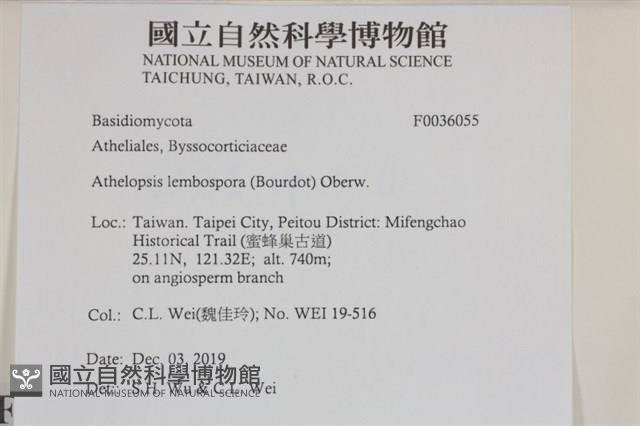 國立自然科學博物館
NATIONAL MUSEUM OF NATURAL SCIENCE
TAICHUNG, TAIWAN, R.O.C.
Basidiomycota F0036055
Atheliales, Byssocorticiaceae
Athelopsis lembospora (Bourdot) Oberw.
Loc.: Taiwan. Taipei City, Peitou District: Mifengchao
Historical Trail (蜜蜂巢古道)
25.11N, 121.32E; alt. 740m;
on angiosperm branch
Col.: C.L. Wei(魏佳玲); No. WEI 19-516
Date: Dec. 03, 2019
國立自然科學博物館
Det.: S.H. Wu & C.L. Wei
NATIONAL MUSEUM OF NATURAL SCIENCE
F